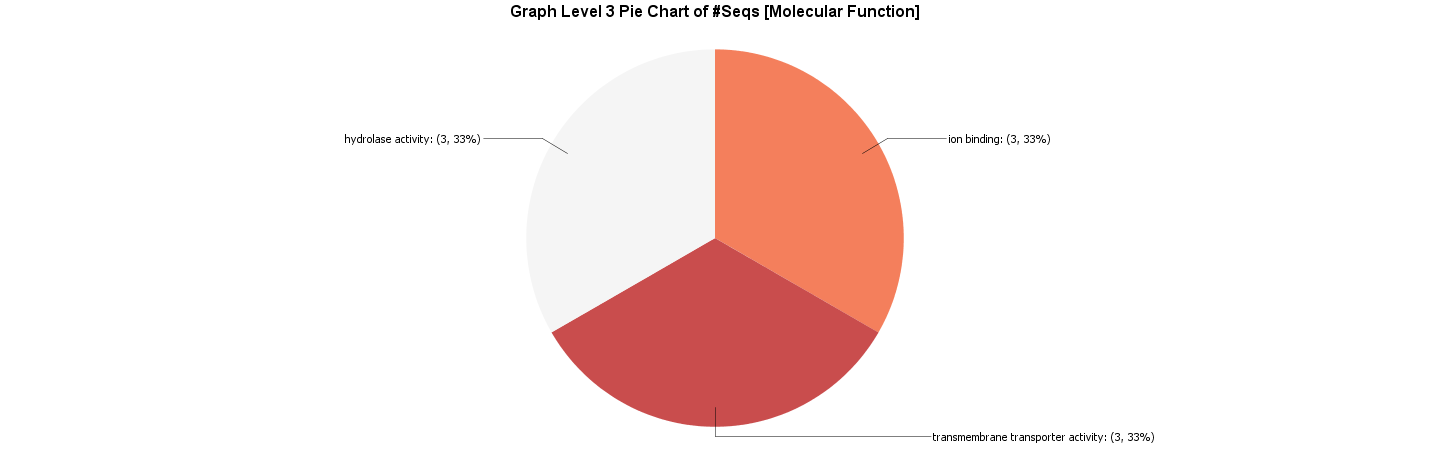 Graph Level 3 Pie Chart of #Seqs [Molecular Function]
hydrolase activity: (3, 33%)
ion binding: (3, 33%)
transmembrane transporter activity: (3, 33%)